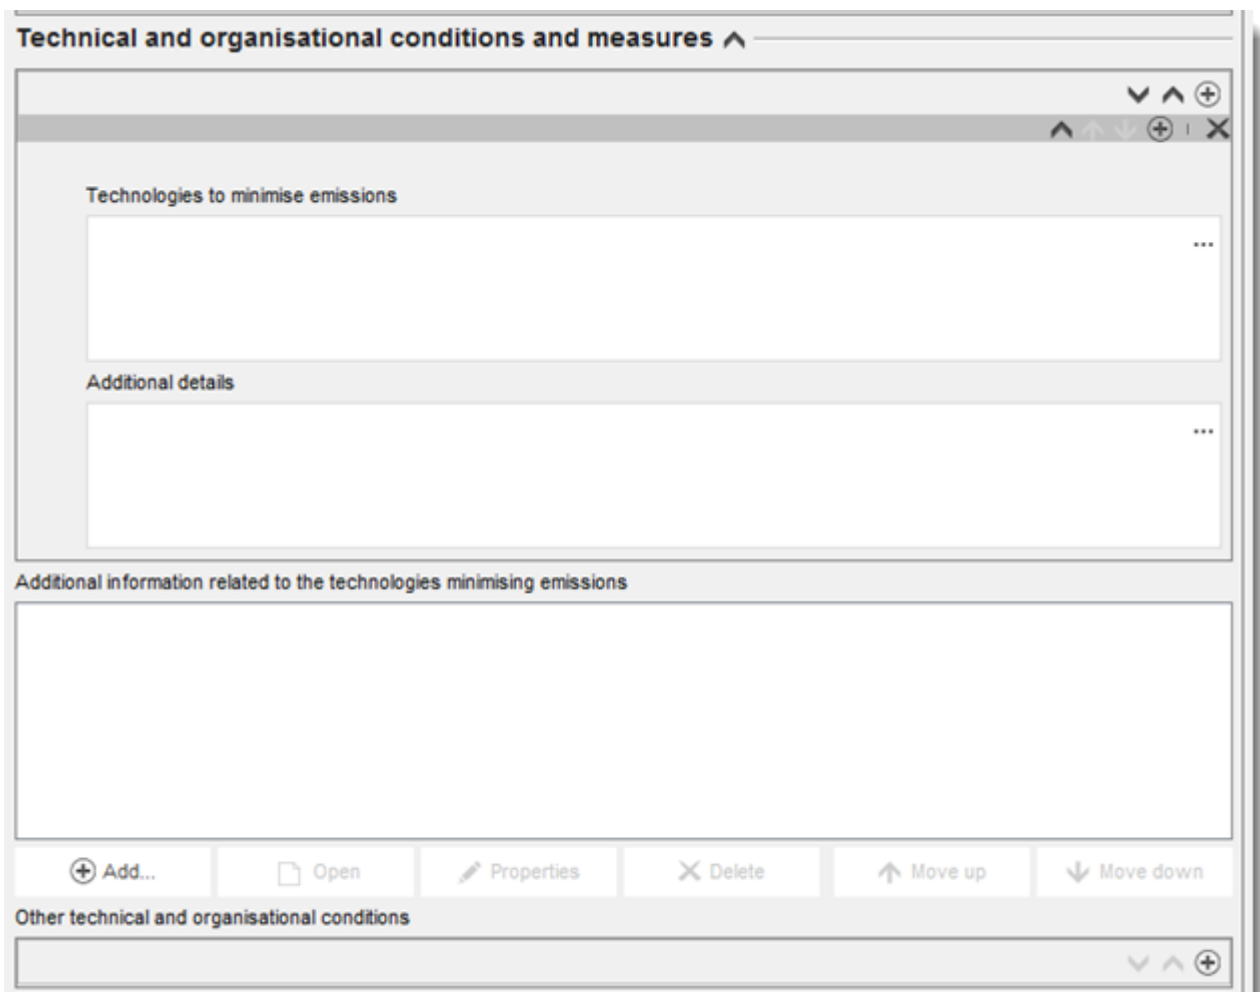 Technical and organisational conditions and measures
Technologies to minimise emissions
...
Additional details
...
Additional information related to the technologies minimising emissions
Add... Open Properties Delete Move up Move down
Other technical and organisational conditions